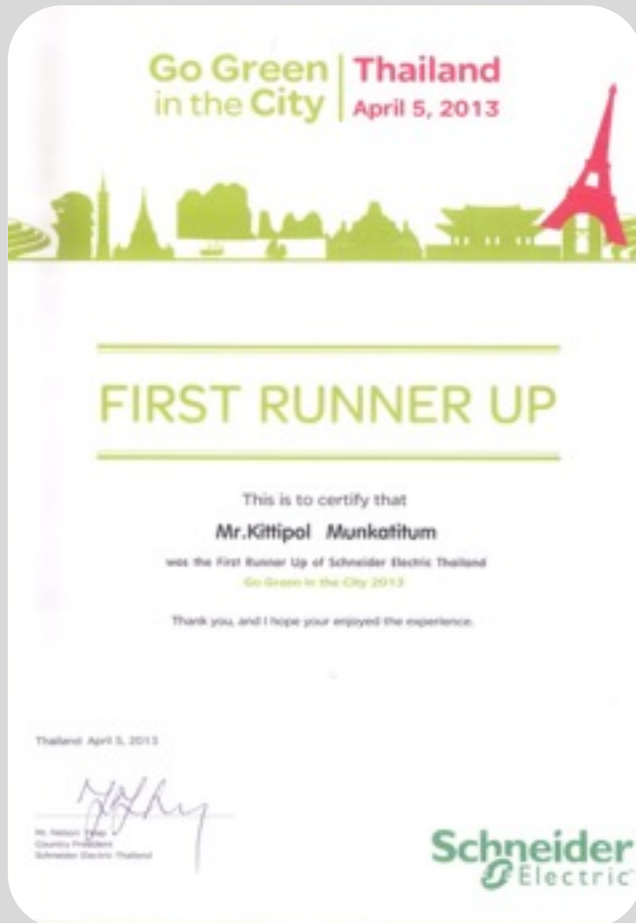 Go Green
in the City
Thailand
April 5, 2013
FIRST RUNNER UP
This is to certify that
Mr.Kittipol Munkatitum
was the First Runner Up of Schneider Electric Thailand
Go Green in the City 2013
Thank you, and I hope your enjoyed the experience.
Thailand April 5, 2013
Mr. Nelson
Country President
Schneider Electric Thailand
Schneider
Electric